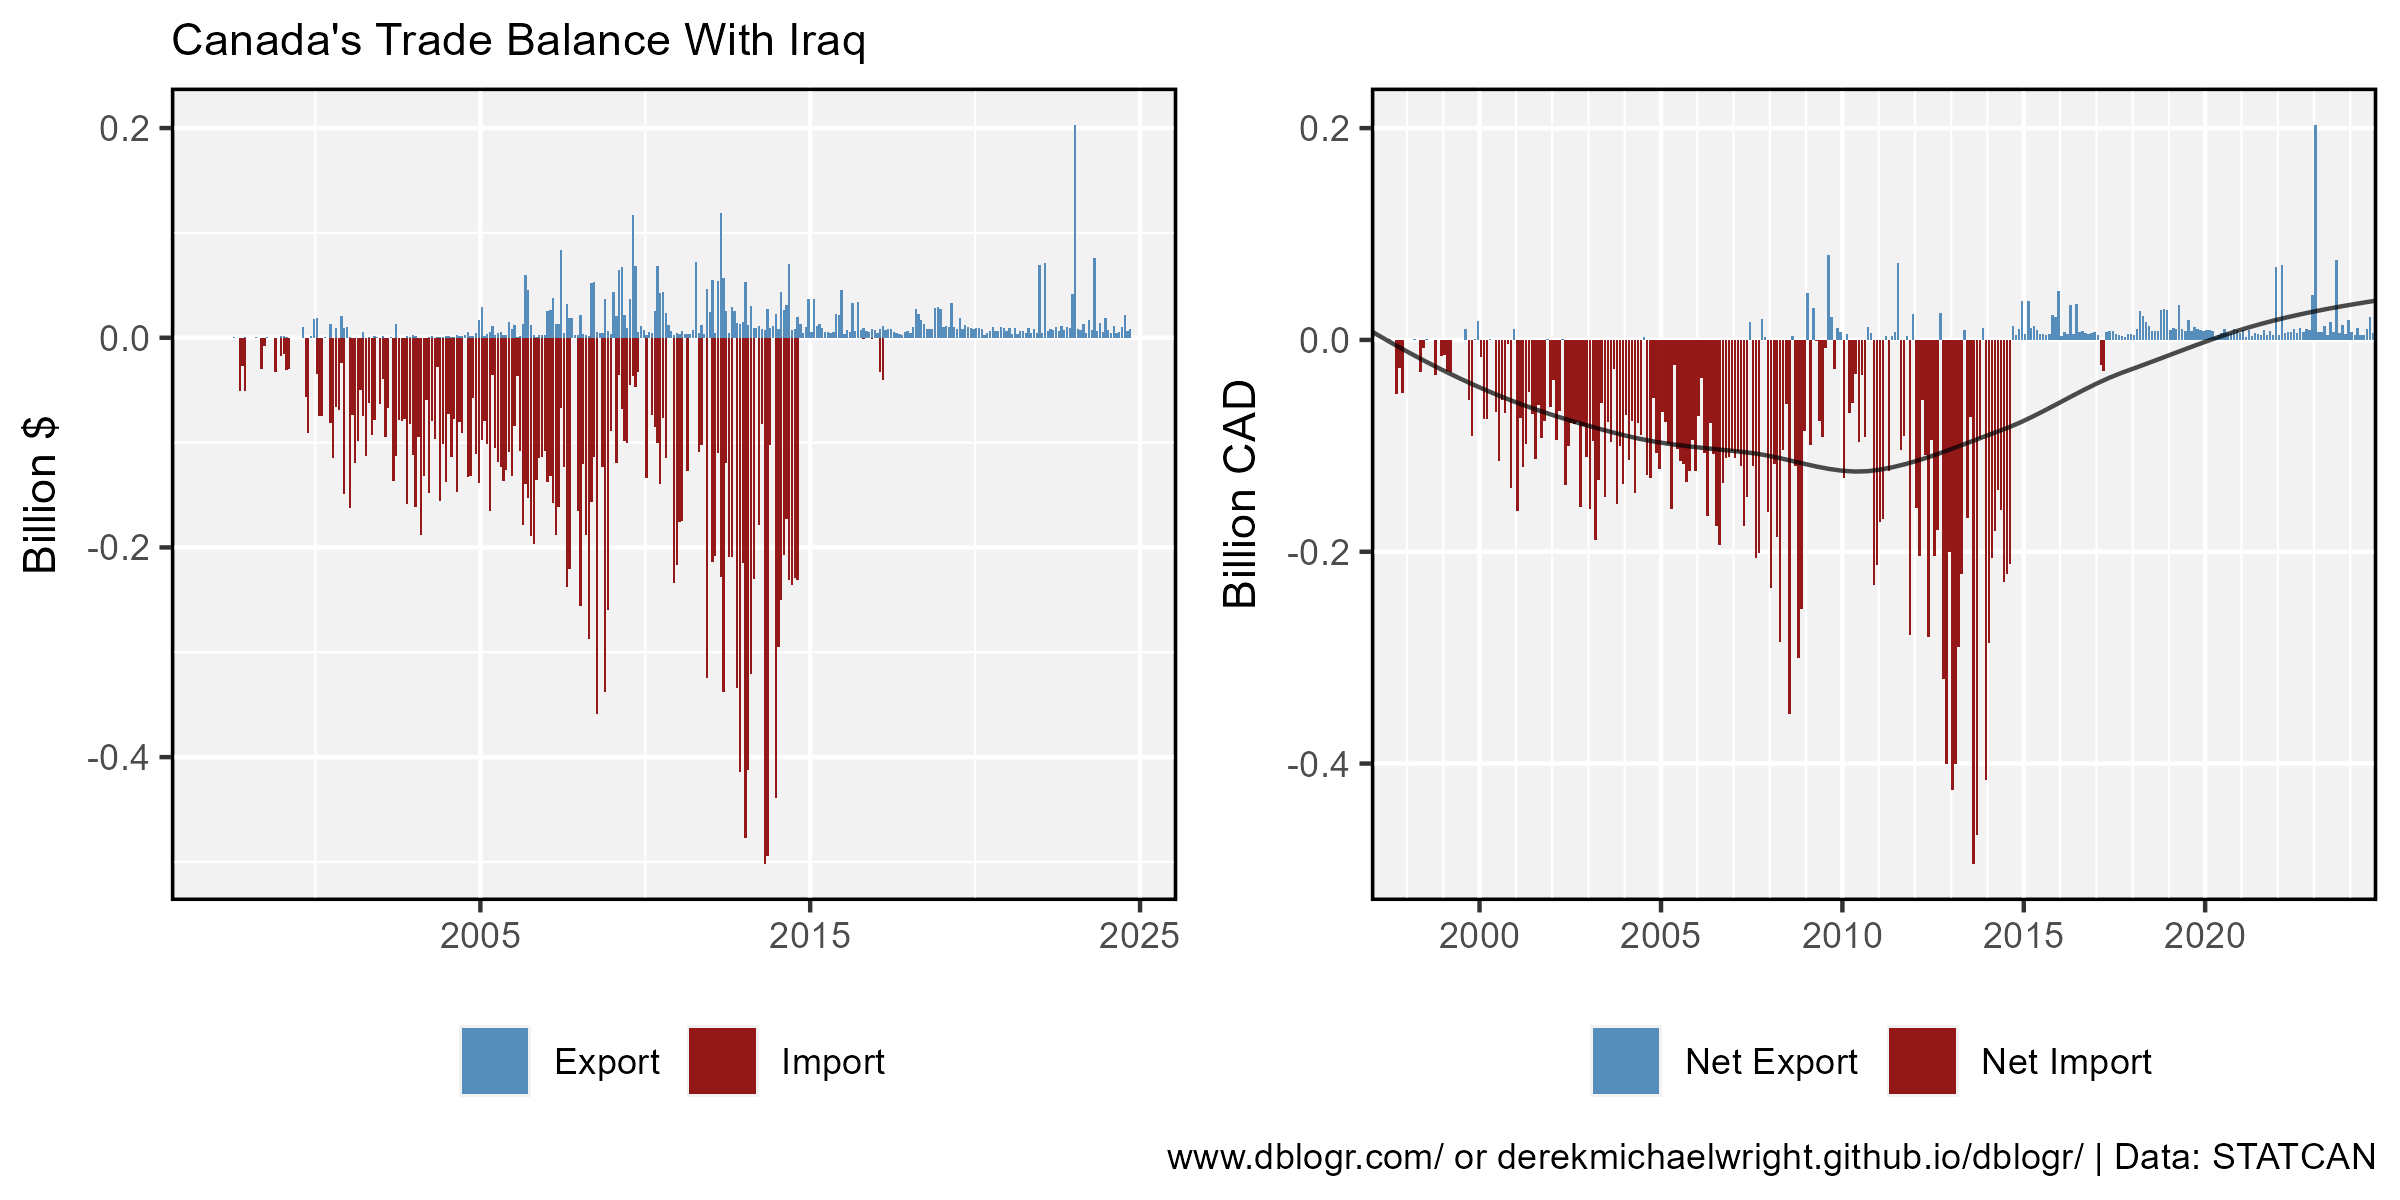 Canada's Trade Balance With Iraq
Billion $
0.2
0.0
-0.2
-0.4
2005 2015 2025
Export Import
Billion CAD
0.2
0.0
-0.2
-0.4
2000 2005 2010 2015 2020
Net Export Net Import
www.dblogr.com/ or derekmichaelwright.github.io/dblogr/ | Data: STATCAN